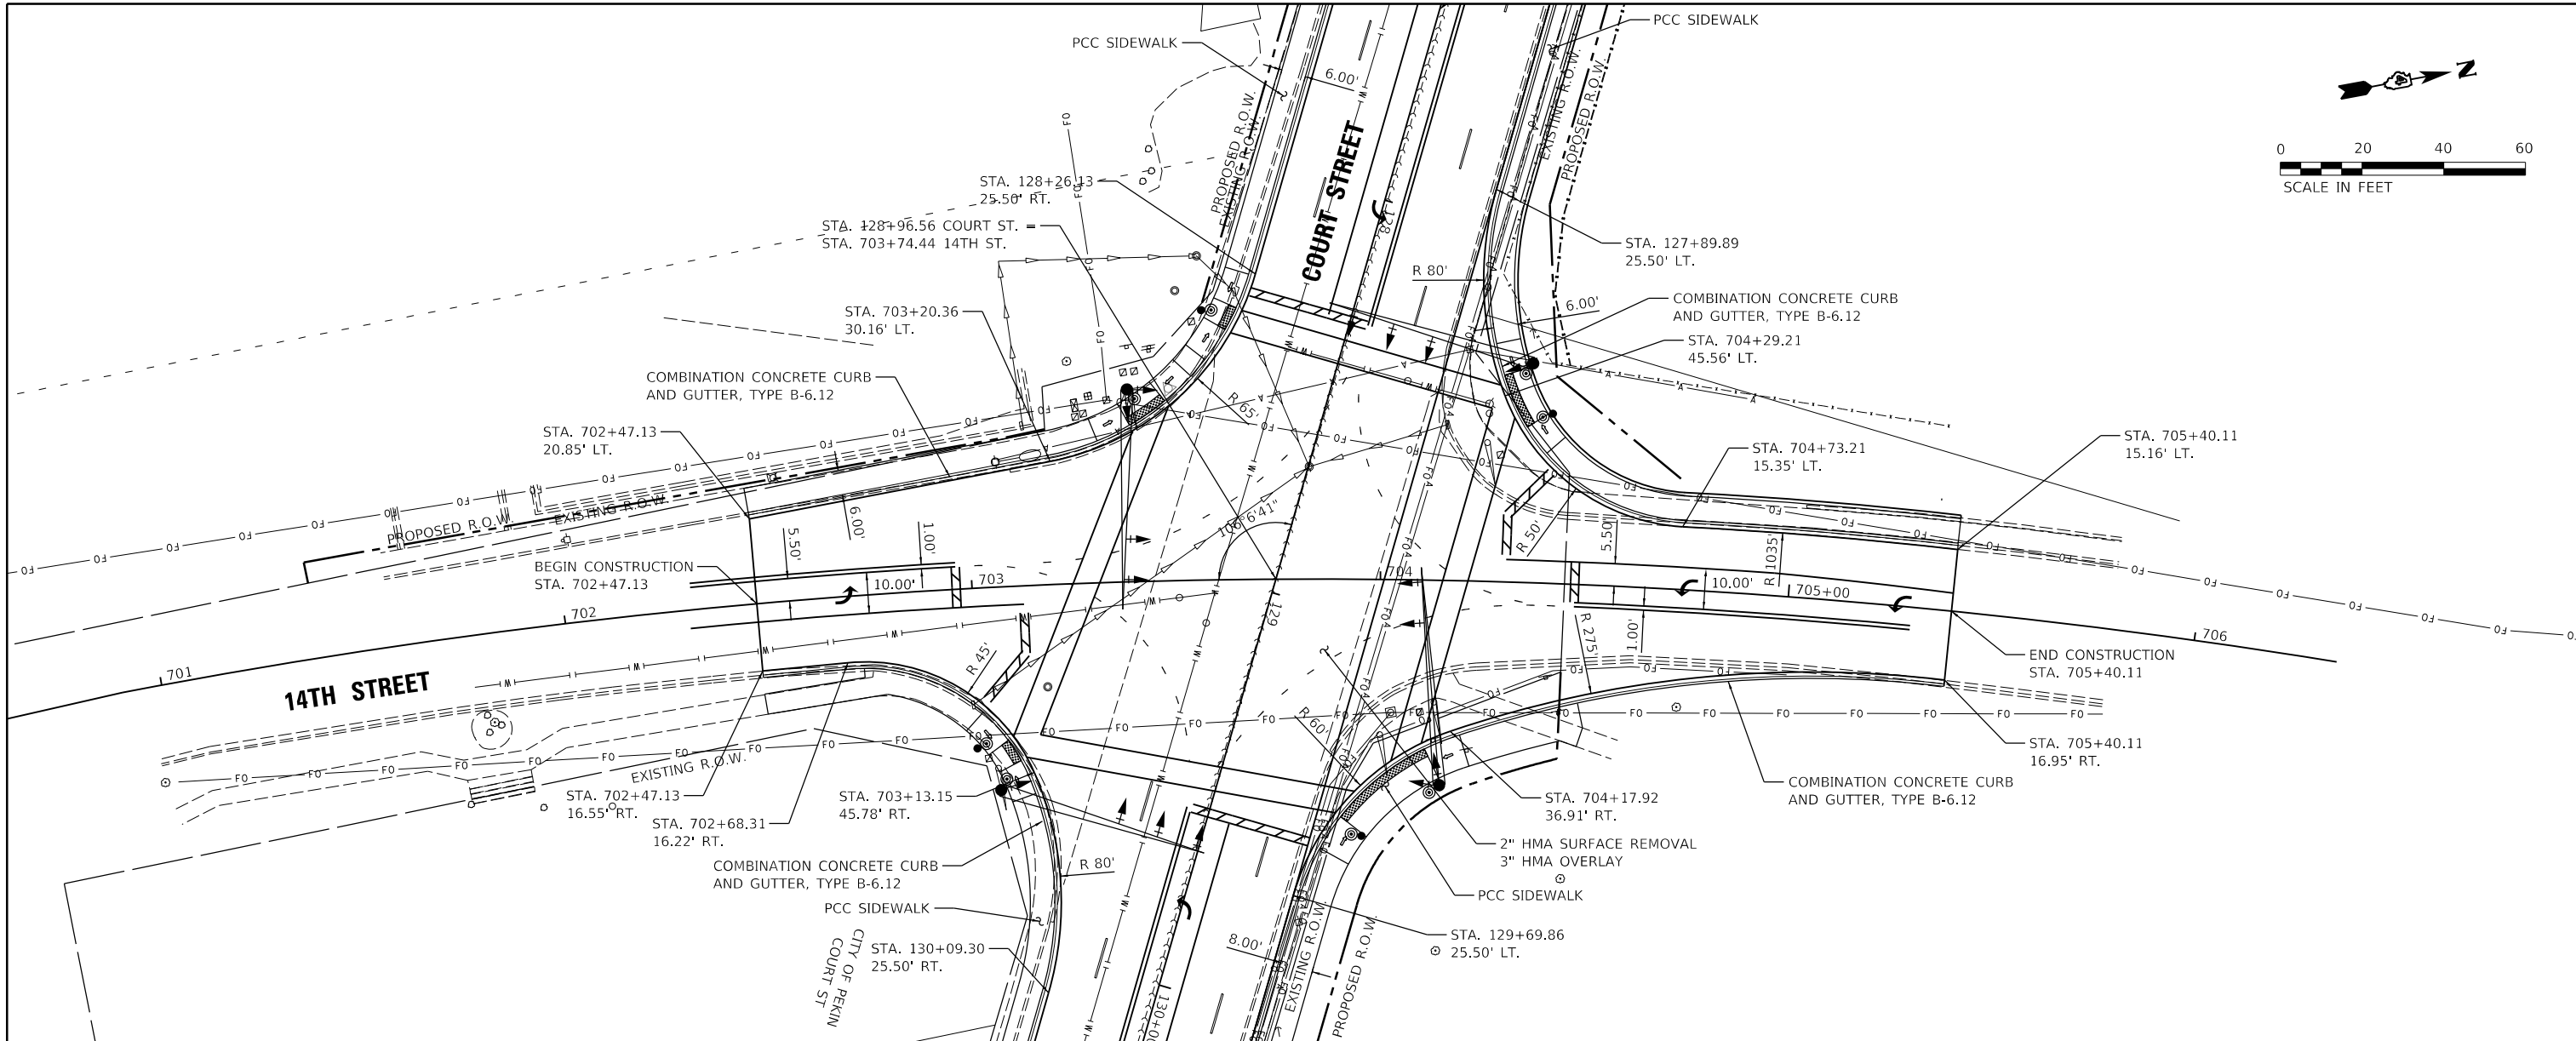 PCC SIDEWALK
PCC SIDEWALK
N
0 20 40 60
SCALE IN FEET
6.00'
PROPOSED R.O.W.
EXISTING R.O.W.
EXISTING R.O.W.
PROPOSED R.O.W.
COURT STREET
128
STA. 128+26.13
25.50' RT.
STA. 128+96.56 COURT ST. =
STA. 703+74.44 14TH ST.
STA. 127+89.89
25.50' LT.
R 80'
6.00'
COMBINATION CONCRETE CURB
AND GUTTER, TYPE B-6.12
STA. 703+20.36
30.16' LT.
STA. 704+29.21
45.56' LT.
COMBINATION CONCRETE CURB
AND GUTTER, TYPE B-6.12
R 65'
STA. 702+47.13
20.85' LT.
STA. 704+73.21
15.35' LT.
STA. 705+40.11
15.16' LT.
PROPOSED R.O.W.
EXISTING R.O.W.
6.00'
5.50'
1.00'
106°6'41"
R 50'
5.50'
R 1035'
BEGIN CONSTRUCTION
STA. 702+47.13
10.00'
703
704
10.00'
705+00
702
701
129
706
14TH STREET
R 45'
R 275'
1.00'
END CONSTRUCTION
STA. 705+40.11
R 60'
EXISTING R.O.W.
STA. 702+47.13
16.55' RT.
STA. 702+68.31
16.22' RT.
STA. 703+13.15
45.78' RT.
STA. 704+17.92
36.91' RT.
STA. 705+40.11
16.95' RT.
COMBINATION CONCRETE CURB
AND GUTTER, TYPE B-6.12
2" HMA SURFACE REMOVAL
3" HMA OVERLAY
COMBINATION CONCRETE CURB
AND GUTTER, TYPE B-6.12
R 80'
PCC SIDEWALK
PCC SIDEWALK
CITY OF PEKIN
COURT ST
STA. 130+09.30
25.50' RT.
8.00'
STA. 129+69.86
25.50' LT.
EXISTING R.O.W.
PROPOSED R.O.W.
FO
W
A